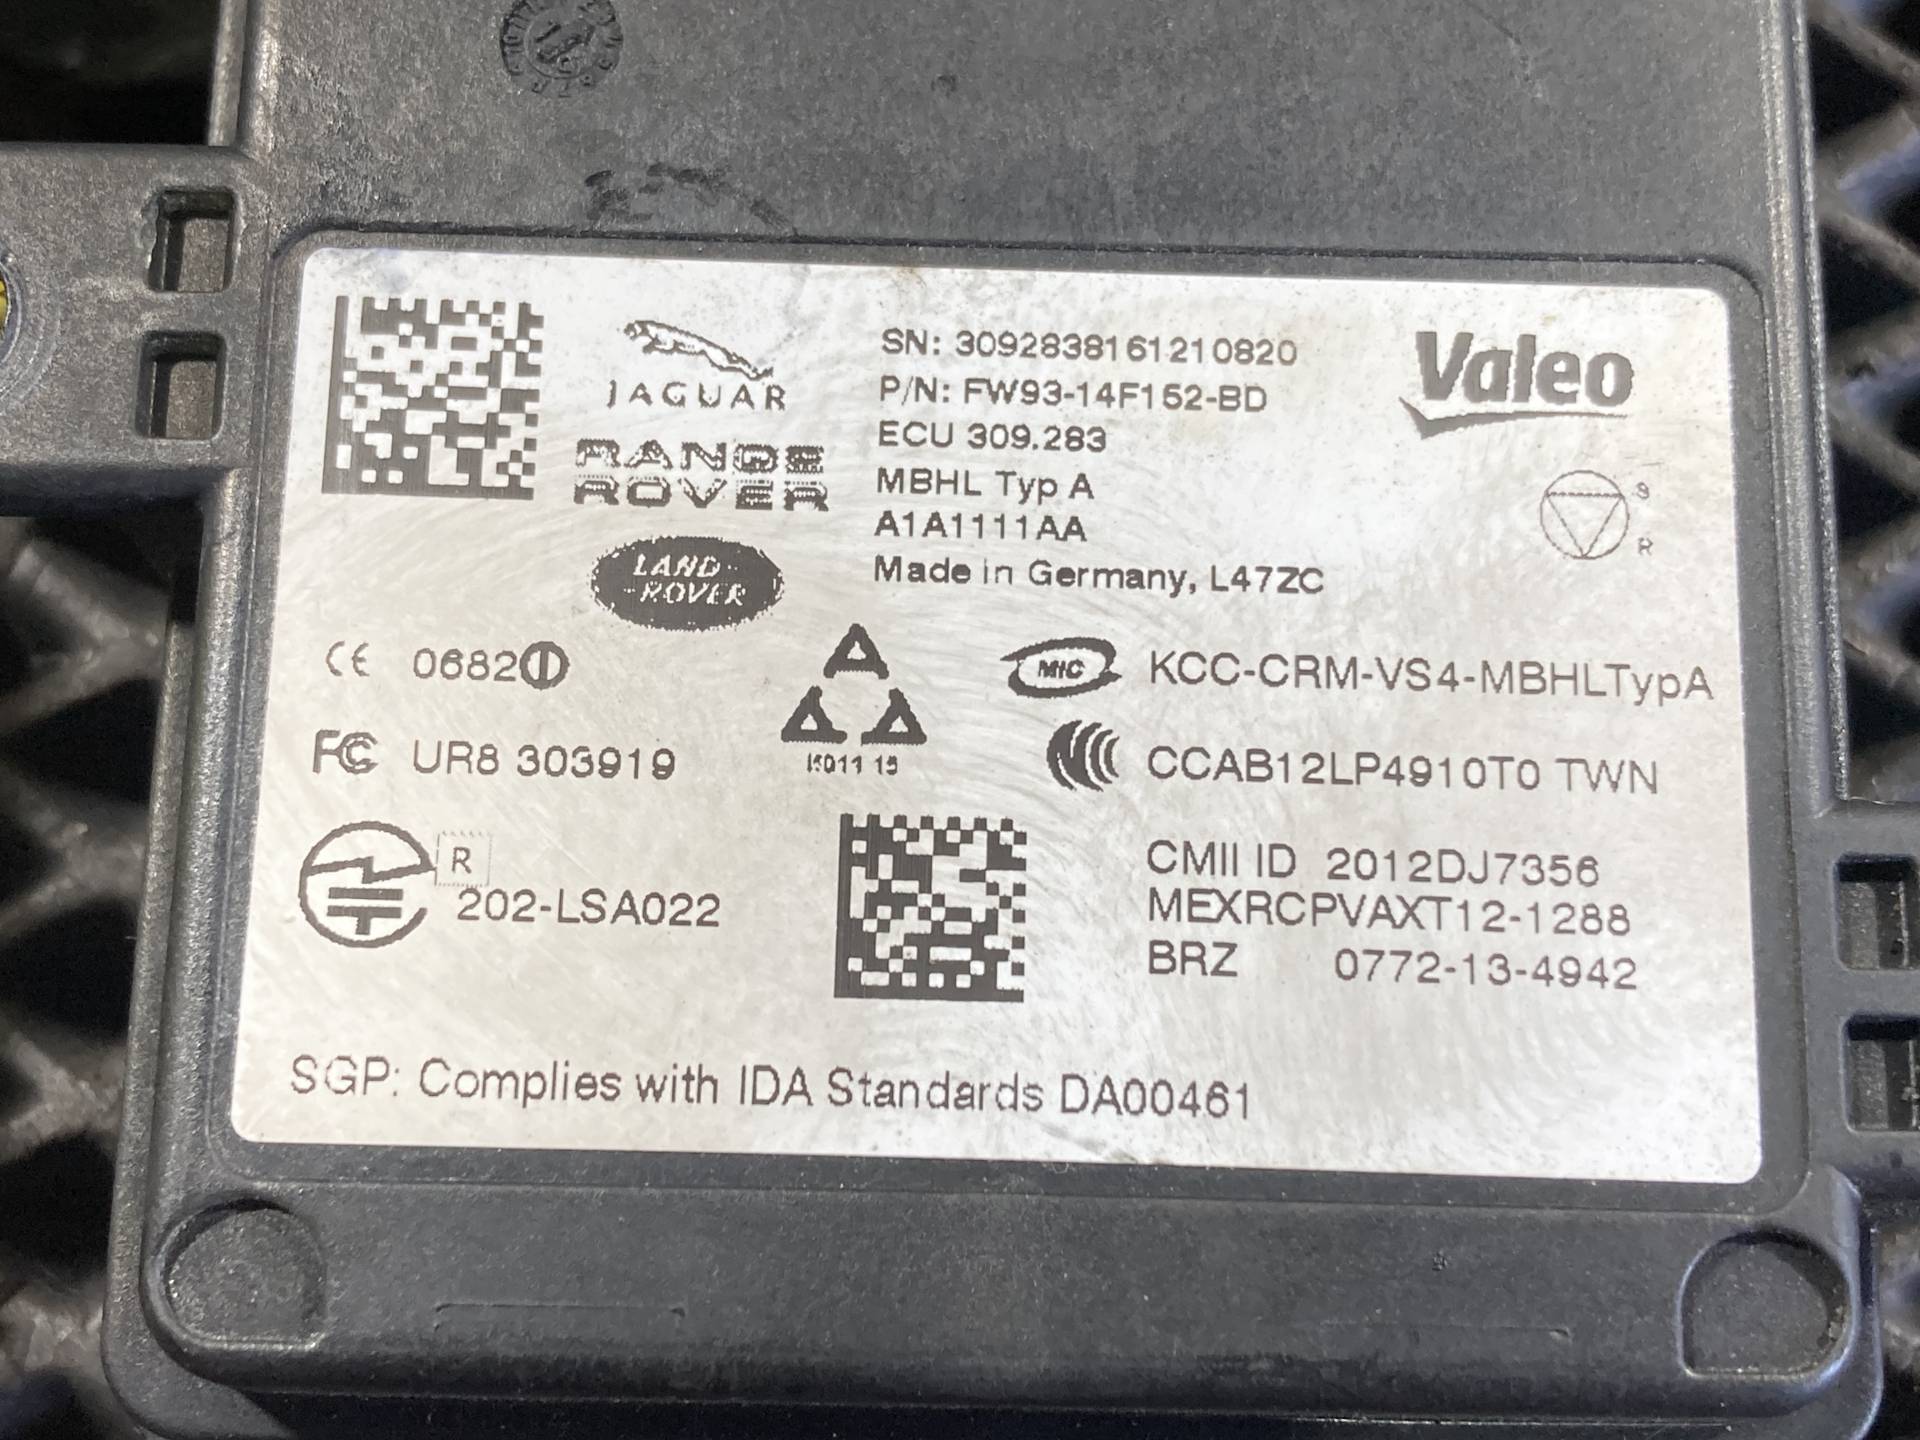 JAGUAR
RANGE
ROVER
LAND-
-ROVER
SN: 3092838161210820
P/N: FW93-14F152-BD
ECU 309.283
MBHL Typ A
A1A1111AA
Made in Germany, L47ZC
Valeo
S
R
CE 0682
FC UR8 303919
R
202-LSA022
MIC KCC-CRM-VS4-MBHLTypA
CCAB12LP4910T0 TWN
CMII ID 2012DJ7356
MEXRCPVAXT12-1288
BRZ 0772-13-4942
SGP: Complies with IDA Standards DA00461